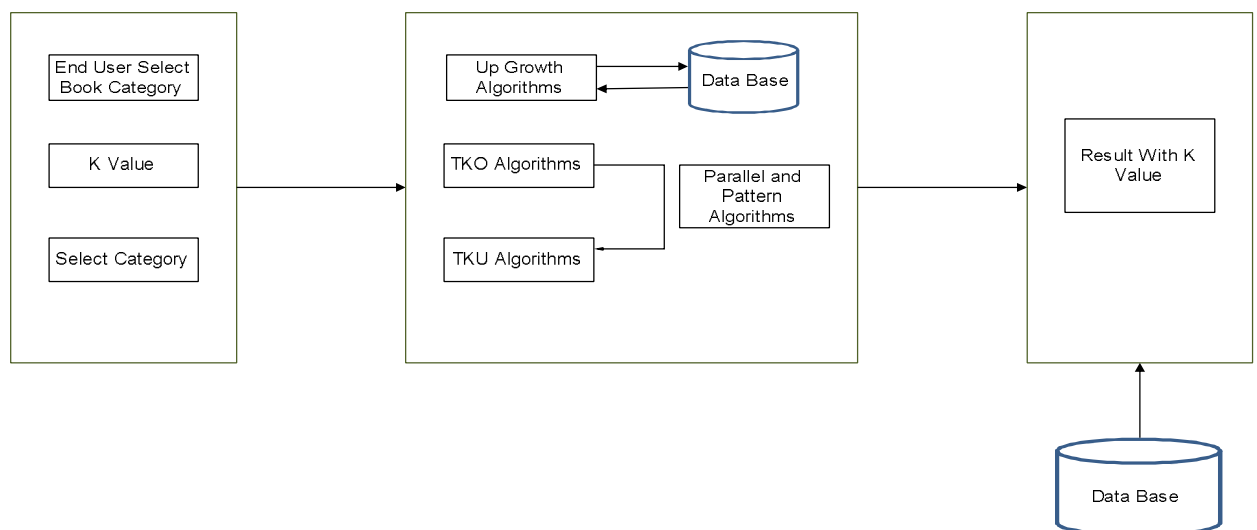 End User Select
Book Category
K Value
Select Category
Up Growth
Algorithms
Data Base
TKO Algorithms
Parallel and
Pattern
Algorithms
TKU Algorithms
Result With K
Value
Data Base